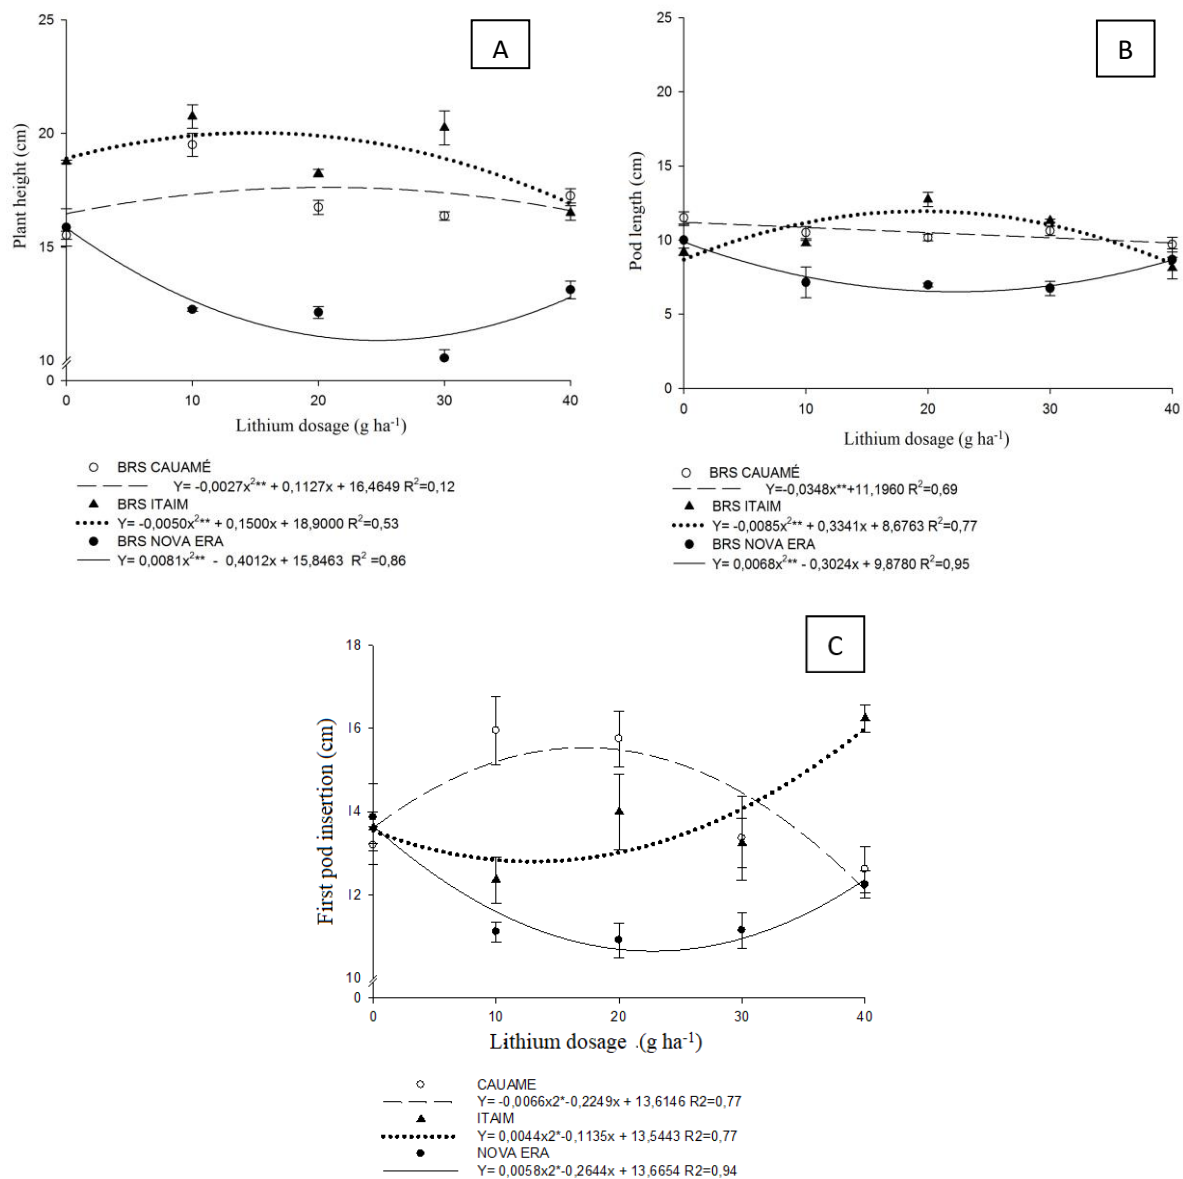 A
25
20
15
10
0
Plant height (cm)
0 10 20 30 40
Lithium dosage (g ha⁻¹)
BRS CAUAMÉ
Y= -0,0027x²** + 0,1127x + 16,4649 R²=0,12
BRS ITAIM
Y= -0,0050x²** + 0,1500x + 18,9000 R²=0,53
BRS NOVA ERA
Y= 0,0081x²** - 0,4012x + 15,8463 R² =0,86
B
25
20
15
10
5
0
Pod length (cm)
0 10 20 30 40
Lithium dosage (g ha⁻¹)
BRS CAUAMÉ
Y=-0,0348x**+11,1960 R²=0,69
BRS ITAIM
Y= -0,0085x²** + 0,3341x + 8,6763 R²=0,77
BRS NOVA ERA
Y= 0,0068x²** - 0,3024x + 9,8780 R²=0,95
C
18
16
14
12
10
0
First pod insertion (cm)
0 10 20 30 40
Lithium dosage .(g ha⁻¹)
CAUAME
Y= -0,0066x2*-0,2249x + 13,6146 R2=0,77
ITAIM
Y= 0,0044x2*-0,1135x + 13,5443 R2=0,77
NOVA ERA
Y= 0,0058x2*-0,2644x + 13,6654 R2=0,94